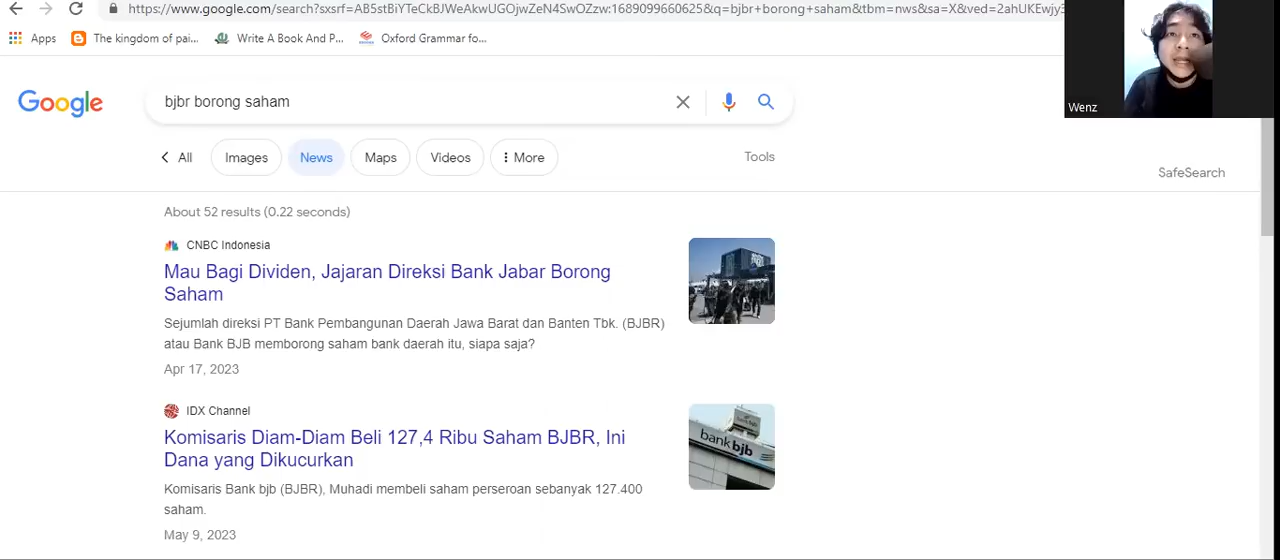 https://www.google.com/search?sxsrf=AB5stBiYTeCkBJWeAkwUGOjwZeN4SwOZzw:1689099660625&q=bjbr+borong+saham&tbm=nws&sa=X&ved=2ahUKEwjy3
Apps The kingdom of pai... Write A Book And P... Oxford Grammar fo...
Wenz
Google bjbr borong saham
All Images News Maps Videos More Tools
SafeSearch
About 52 results (0.22 seconds)
CNBC Indonesia
Mau Bagi Dividen, Jajaran Direksi Bank Jabar Borong
Saham
Sejumlah direksi PT Bank Pembangunan Daerah Jawa Barat dan Banten Tbk. (BJBR)
atau Bank BJB memborong saham bank daerah itu, siapa saja?
Apr 17, 2023
IDX Channel
Komisaris Diam-Diam Beli 127,4 Ribu Saham BJBR, Ini
Dana yang Dikucurkan
bank bjb
Komisaris Bank bjb (BJBR), Muhadi membeli saham perseroan sebanyak 127.400
saham.
May 9, 2023